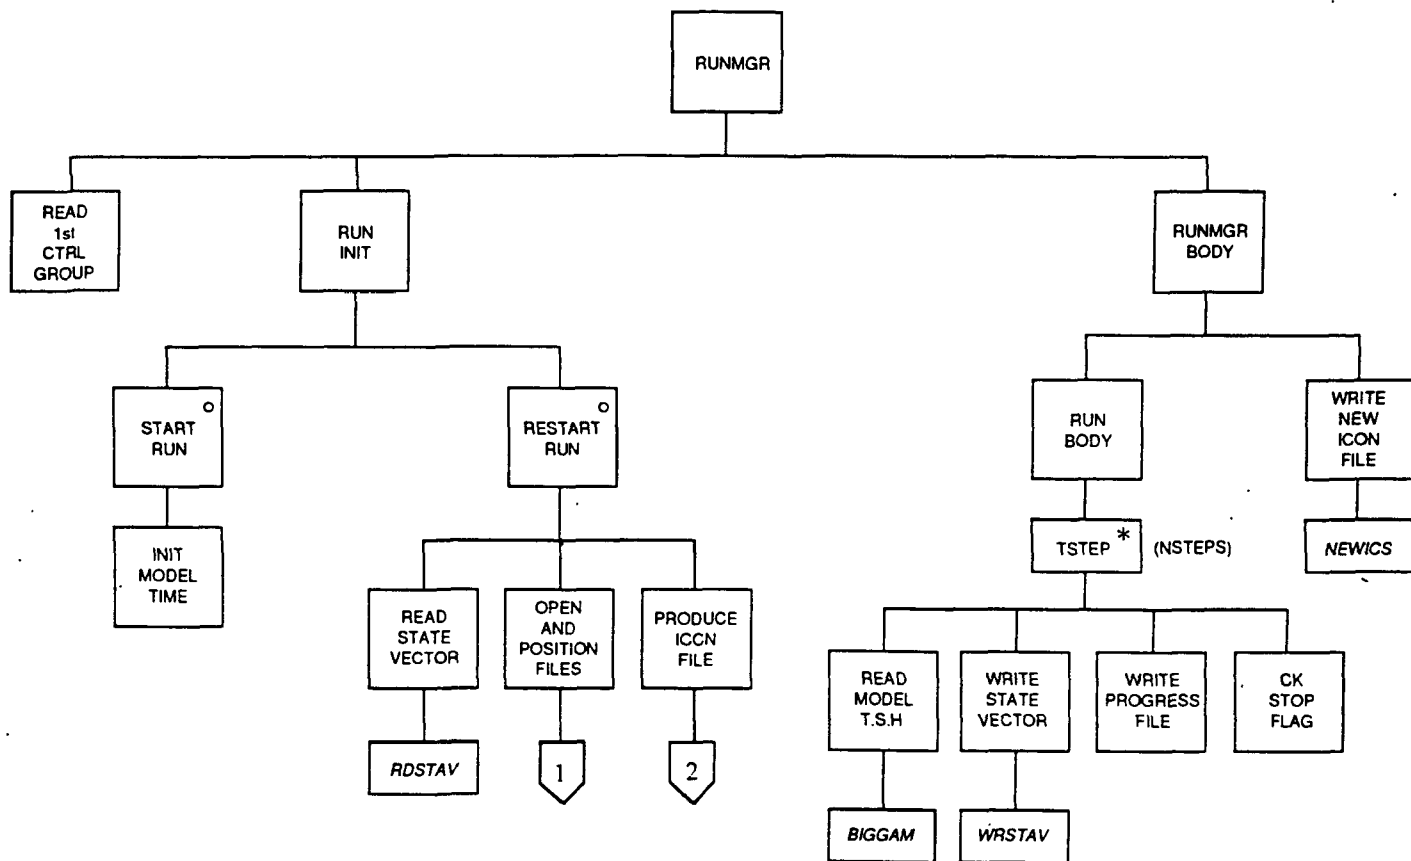 RUNMGR
READ
1st
CTRL
GROUP
RUN
INIT
RUNMGR
BODY
START
RUN
RESTART
RUN
RUN
BODY
WRITE
NEW
ICON
FILE
INIT
MODEL
TIME
TSTEP * (NSTEPS)
NEWICS
READ
STATE
VECTOR
OPEN
AND
POSITION
FILES
PRODUCE
ICCN
FILE
READ
MODEL
T.S.H
WRITE
STATE
VECTOR
WRITE
PROGRESS
FILE
CK
STOP
FLAG
RDSTAV
1
2
BIGGAM
WRSTAV